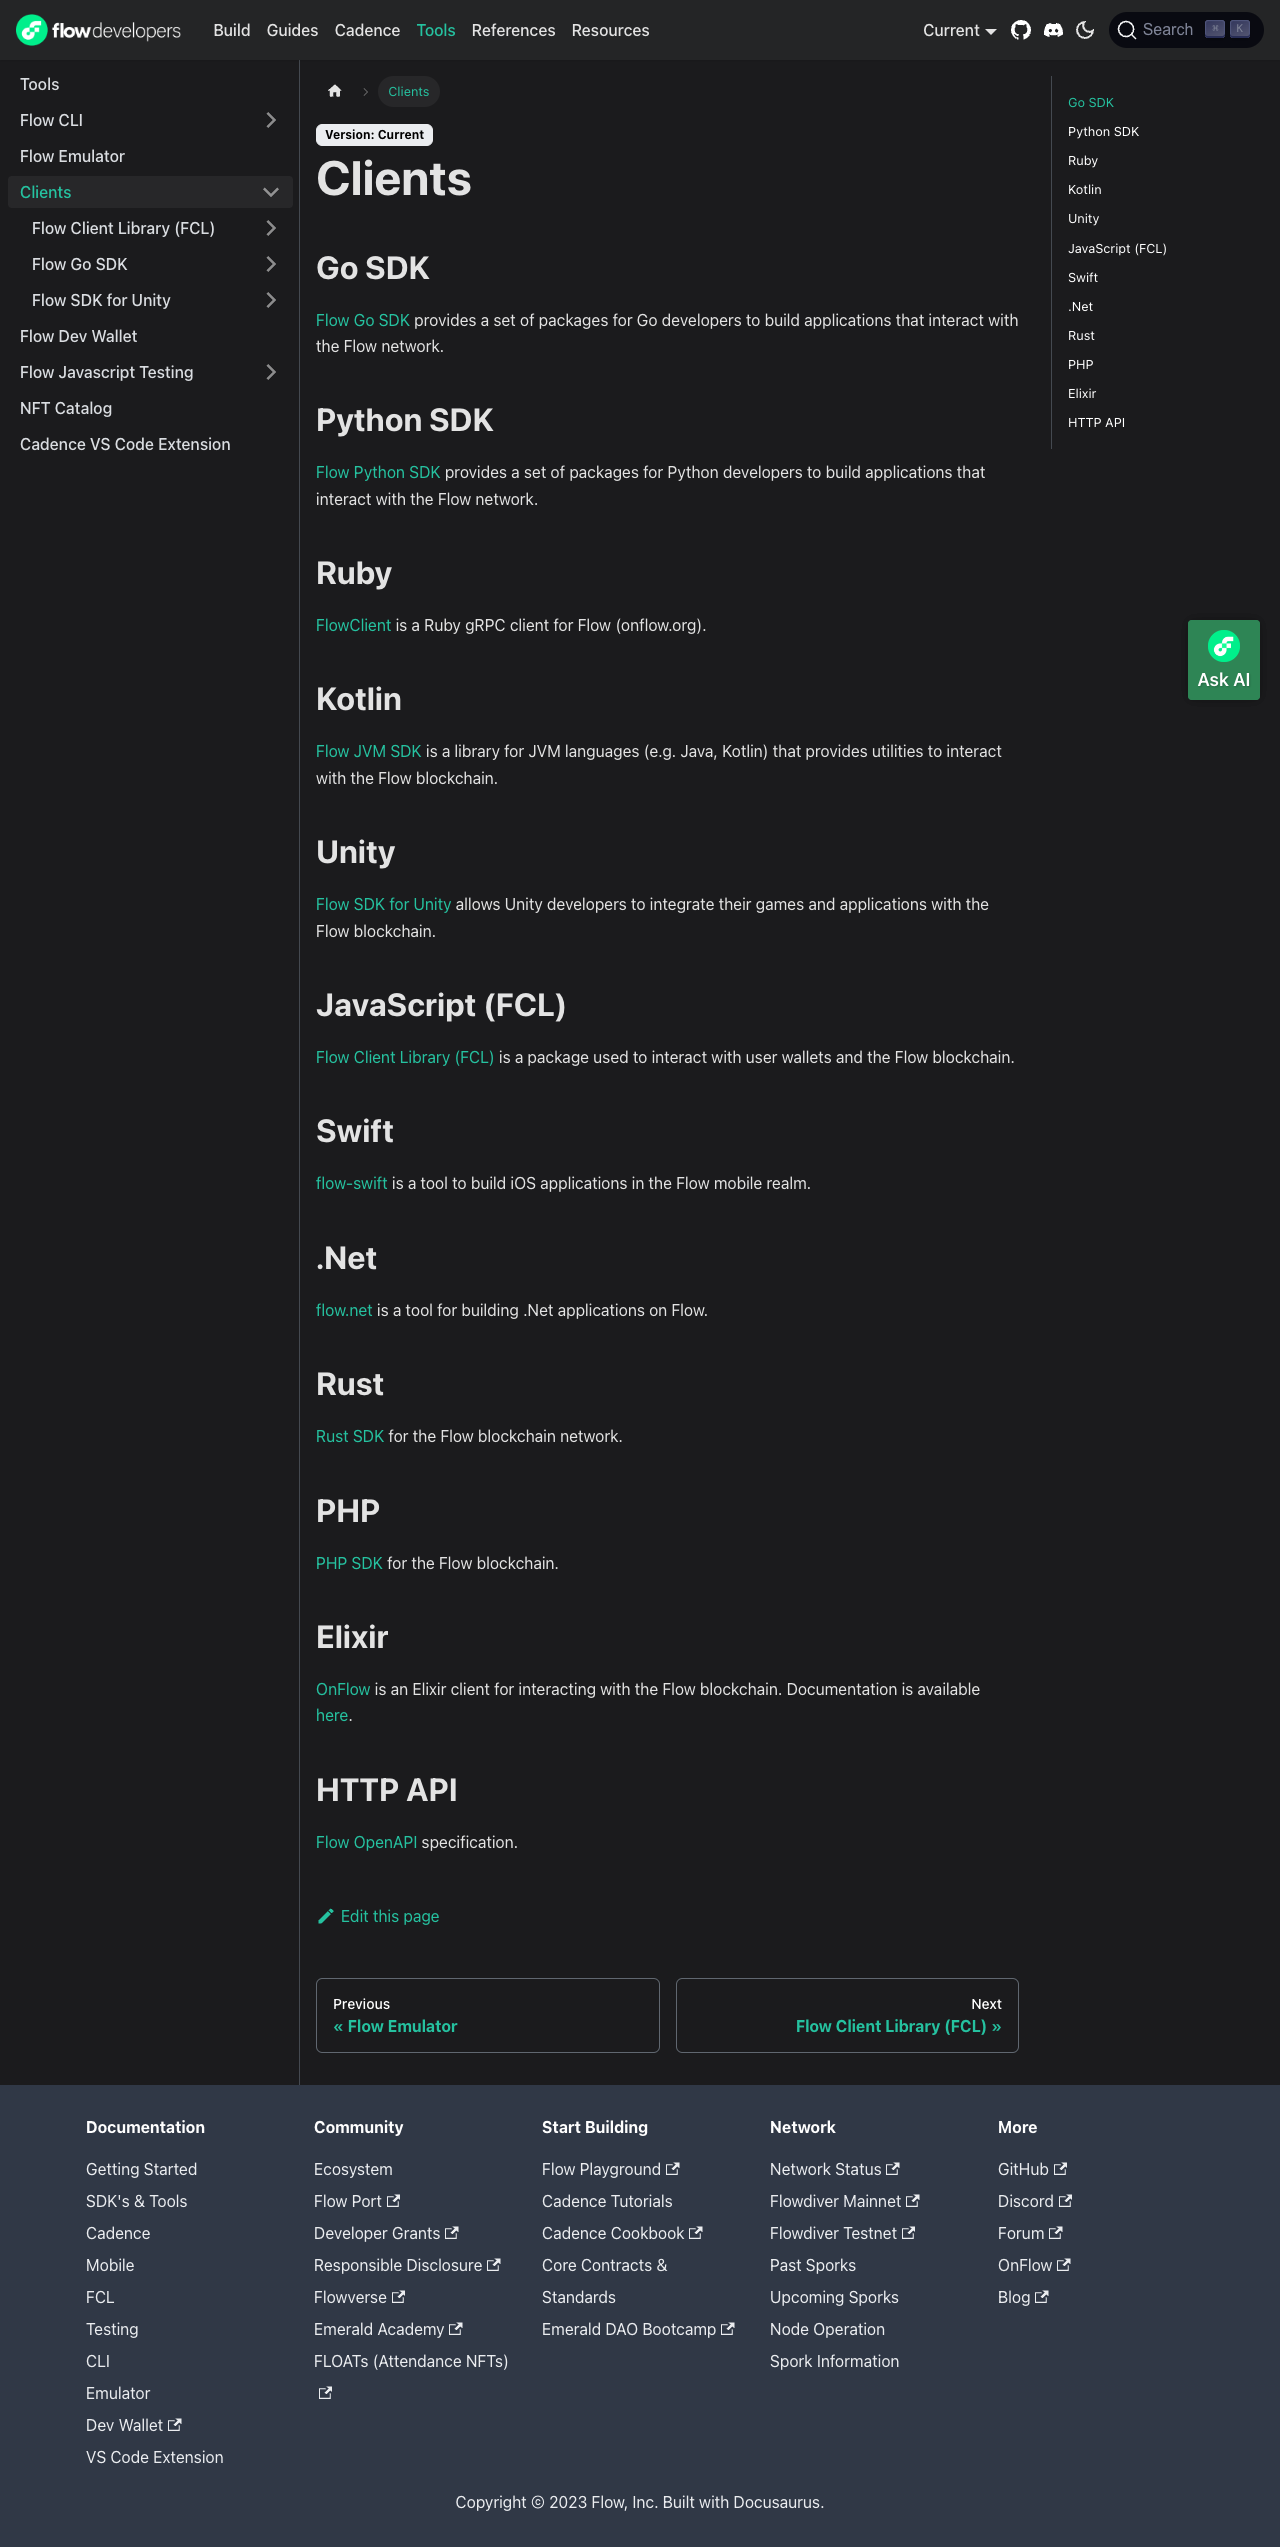 flowdevelopers
Build Guides Cadence Tools References Resources
Current
Search ⌘ K
Tools
Flow CLI
Flow Emulator
Clients
Flow Client Library (FCL)
Flow Go SDK
Flow SDK for Unity
Flow Dev Wallet
Flow Javascript Testing
NFT Catalog
Cadence VS Code Extension
Clients
Version: Current
Clients
Go SDK
Flow Go SDK provides a set of packages for Go developers to build applications that interact with
the Flow network.
Python SDK
Flow Python SDK provides a set of packages for Python developers to build applications that
interact with the Flow network.
Ruby
FlowClient is a Ruby gRPC client for Flow (onflow.org).
Kotlin
Flow JVM SDK is a library for JVM languages (e.g. Java, Kotlin) that provides utilities to interact
with the Flow blockchain.
Unity
Flow SDK for Unity allows Unity developers to integrate their games and applications with the
Flow blockchain.
JavaScript (FCL)
Flow Client Library (FCL) is a package used to interact with user wallets and the Flow blockchain.
Swift
flow-swift is a tool to build iOS applications in the Flow mobile realm.
.Net
flow.net is a tool for building .Net applications on Flow.
Rust
Rust SDK for the Flow blockchain network.
PHP
PHP SDK for the Flow blockchain.
Elixir
OnFlow is an Elixir client for interacting with the Flow blockchain. Documentation is available
here.
HTTP API
Flow OpenAPI specification.
Edit this page
Previous
« Flow Emulator
Next
Flow Client Library (FCL) »
Go SDK
Python SDK
Ruby
Kotlin
Unity
JavaScript (FCL)
Swift
.Net
Rust
PHP
Elixir
HTTP API
Ask AI
Documentation
Getting Started
SDK's & Tools
Cadence
Mobile
FCL
Testing
CLI
Emulator
Dev Wallet
VS Code Extension
Community
Ecosystem
Flow Port
Developer Grants
Responsible Disclosure
Flowverse
Emerald Academy
FLOATs (Attendance NFTs)
Start Building
Flow Playground
Cadence Tutorials
Cadence Cookbook
Core Contracts &
Standards
Emerald DAO Bootcamp
Network
Network Status
Flowdiver Mainnet
Flowdiver Testnet
Past Sporks
Upcoming Sporks
Node Operation
Spork Information
More
GitHub
Discord
Forum
OnFlow
Blog
Copyright © 2023 Flow, Inc. Built with Docusaurus.